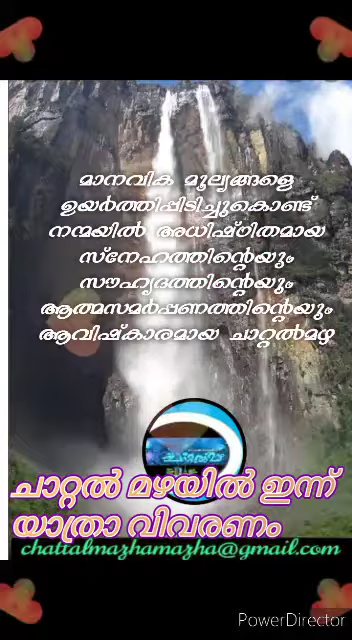 മാനവിക മൂല്യങ്ങളെ
ഉയർത്തിപ്പിടിച്ചുകൊണ്ട്
നന്മയിൽ അധിഷ്ഠിതമായ
സ്നേഹത്തിന്റെയും
സൗഹൃദത്തിന്റെയും
ആത്മസമർപ്പണത്തിന്റെയും
ആവിഷ്കാരമായ ചാറ്റൽമഴ
ചാറ്റൽ മഴയിൽ ഇന്ന്
യാത്രാ വിവരണം
chattalmazhamazha@gmail.com
PowerDirector